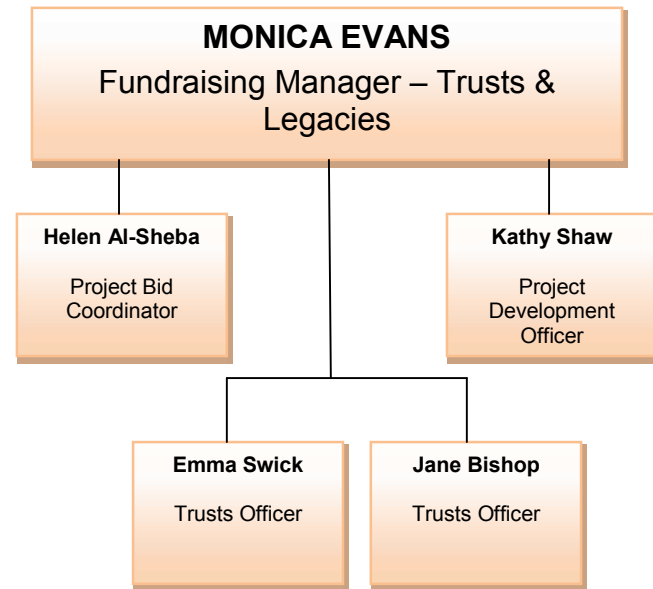 MONICA EVANS
Fundraising Manager – Trusts &
Legacies
Helen Al-Sheba
Project Bid
Coordinator
Kathy Shaw
Project
Development
Officer
Emma Swick
Trusts Officer
Jane Bishop
Trusts Officer